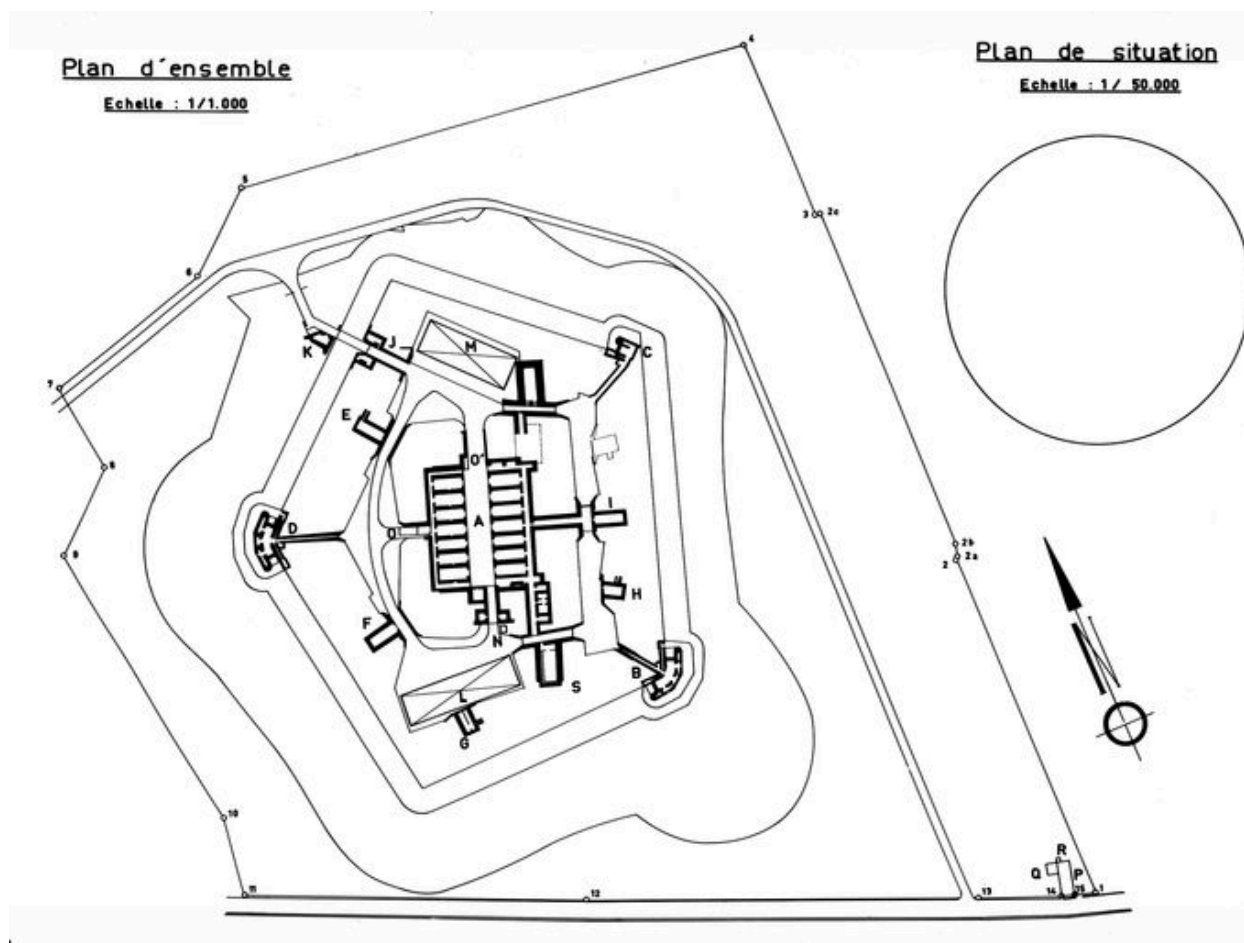 Plan d'ensemble
Echelle : 1/1.000
Plan de situation
Echelle : 1/ 50.000
4
5
3 2c
6
K
J
M
C
7
E
8
O'
A
I
D
O
9
2b
2a
2
H
F
N
B
L
S
G
10
R
Q
P
11
12
13
14
15
1